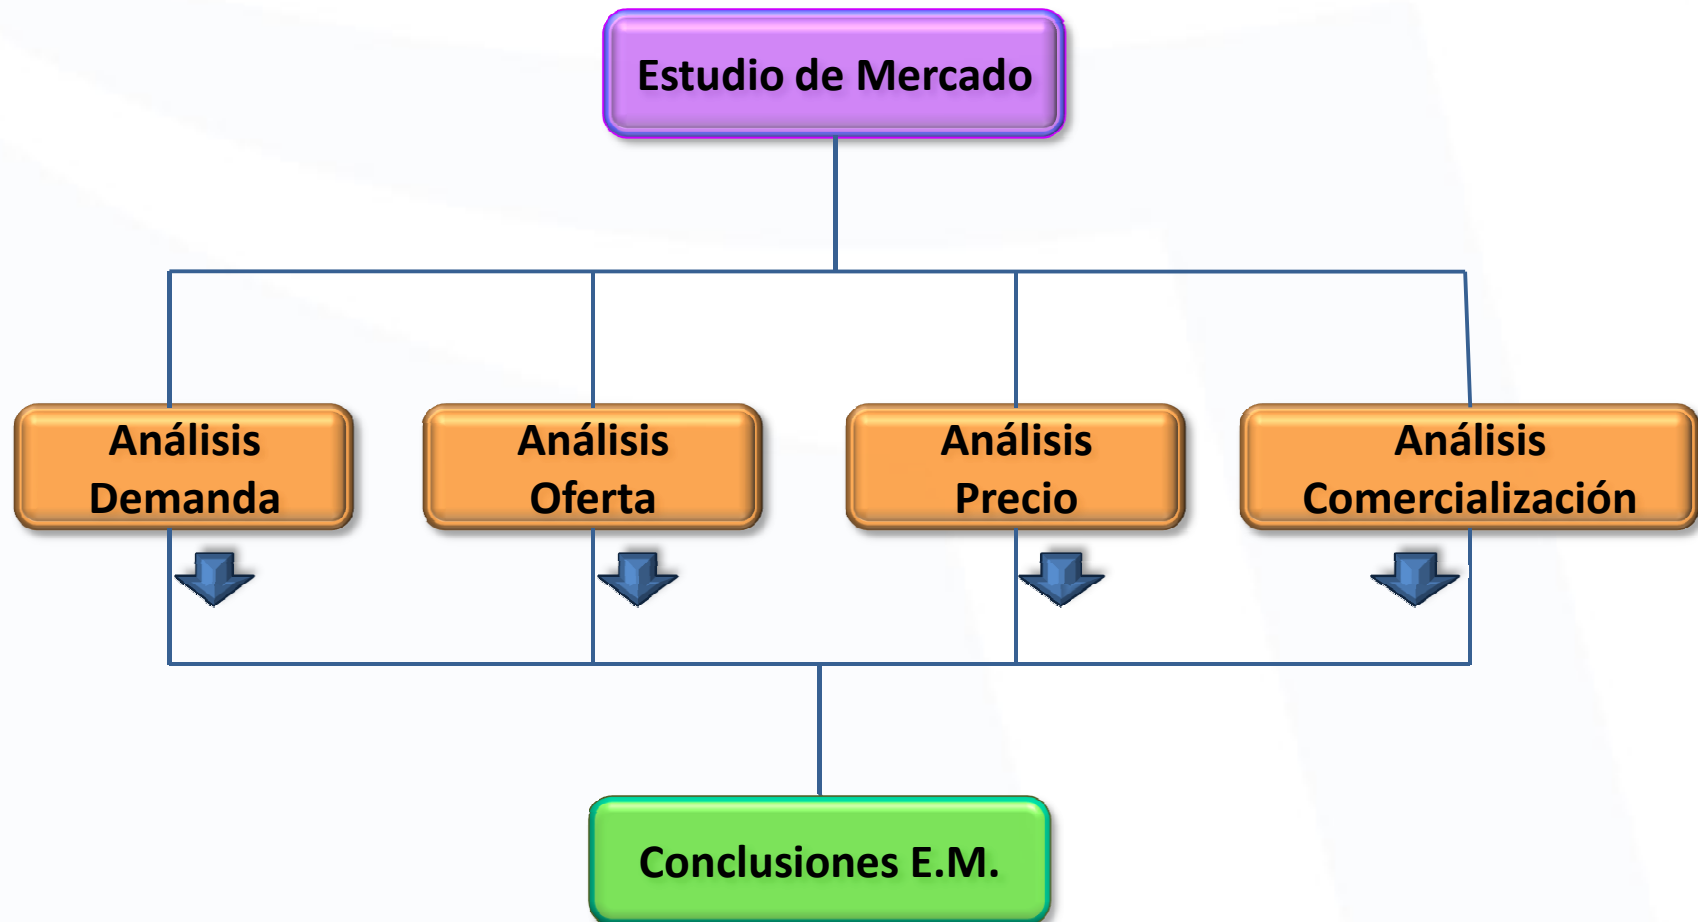 Estudio de Mercado
Análisis
Demanda
Análisis
Oferta
Análisis
Precio
Análisis
Comercialización
Conclusiones E.M.